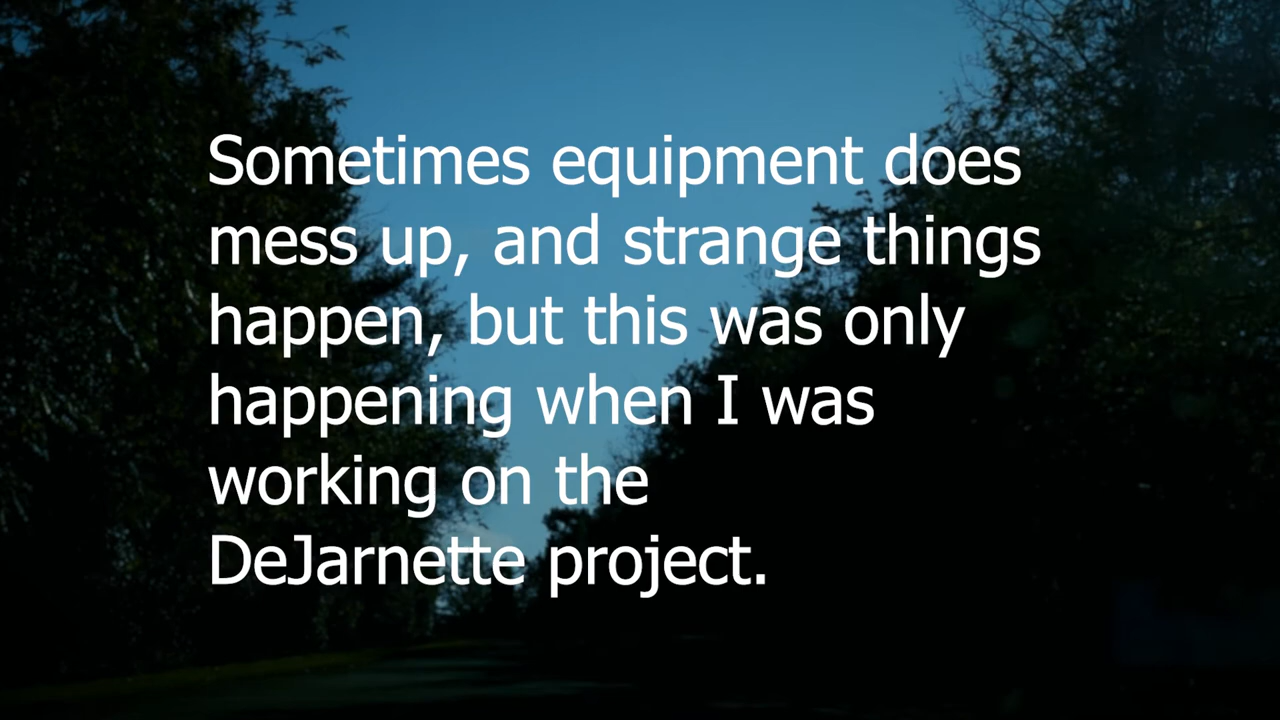 Sometimes equipment does
mess up, and strange things
happen, but this was only
happening when I was
working on the
DeJarnette project.